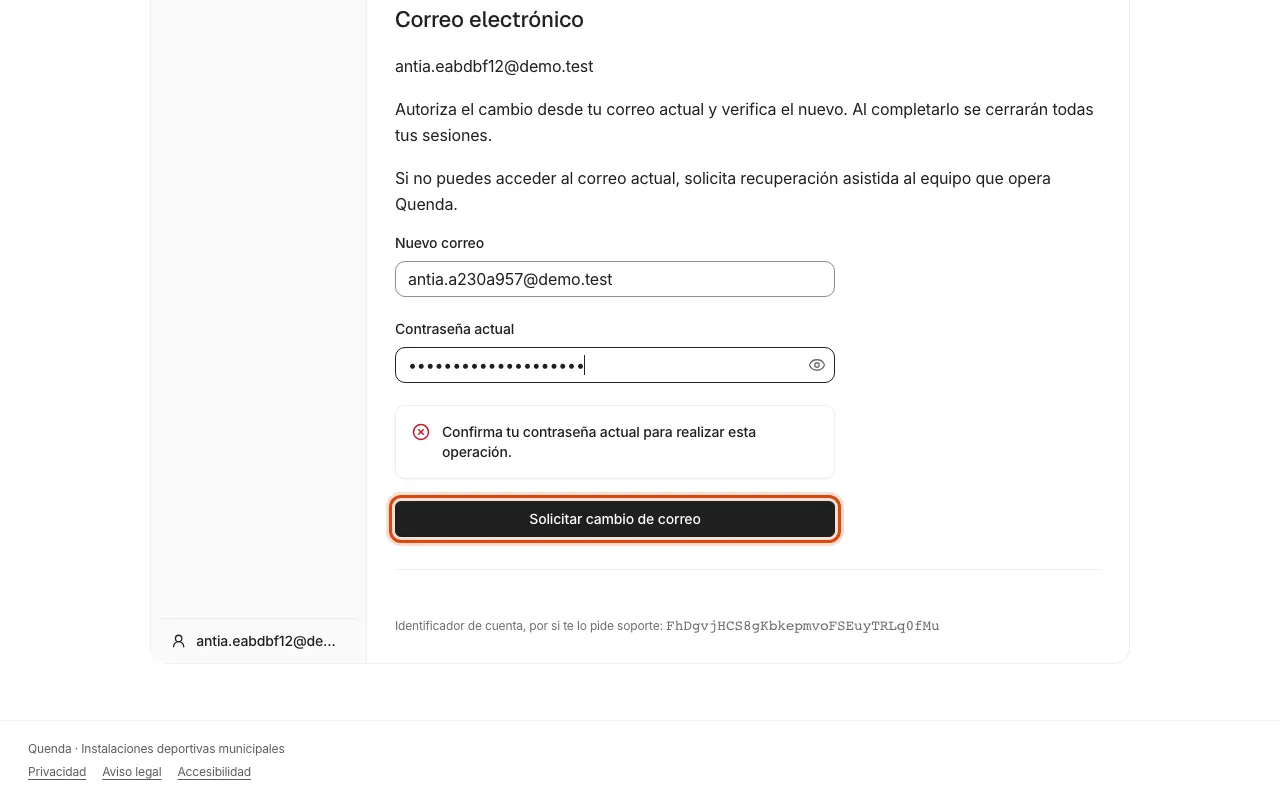 Correo electrónico
antia.eabdbf12@demo.test
Autoriza el cambio desde tu correo actual y verifica el nuevo. Al completarlo se cerrarán todas
tus sesiones.
Si no puedes acceder al correo actual, solicita recuperación asistida al equipo que opera
Quenda.
Nuevo correo
antia.a230a957@demo.test
Contraseña actual
••••••••••••••••••••
Confirma tu contraseña actual para realizar esta
operación.
Solicitar cambio de correo
Identificador de cuenta, por si te lo pide soporte: FhDgvjHCS8gKbkepmvoFSEuyTRLq0fMu
antia.eabdbf12@de...
Quenda · Instalaciones deportivas municipales
Privacidad Aviso legal Accesibilidad